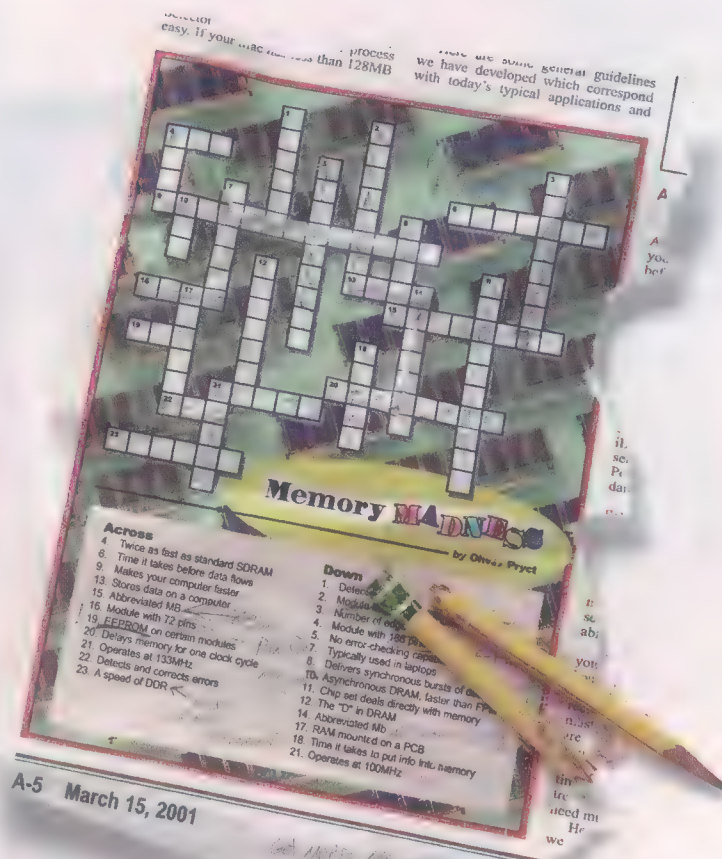 easy. If your
process
than 128MB
general guidelines
we have developed which correspond
with today's typical applications and
Memory MADNESS
by Oliver Pryct
Across
4. Twice as fast as standard SDRAM
6. Time it takes before data flows
9. Makes your computer faster
13. Stores data on a computer
15. Abbreviated MB
16. Module with 72 pins
19. EEPROM on certain modules
20. Delays memory for one clock cycle
21. Operates at 133MHz
22. Detects and corrects errors
23. A speed of DDR
Down
1.
2.
3. Number of
4. Module with 168
5. No error-checking
7. Typically used in laptops
8. Delivers synchronous bursts of
10. Asynchronous DRAM, faster than
11. Chip set deals directly with memory
12. The "D" in DRAM
14. Abbreviated Mb
17. RAM mounted on a PCB
18. Time it takes to put info into memory
21. Operates at 100MHz
A-5 March 15, 2001